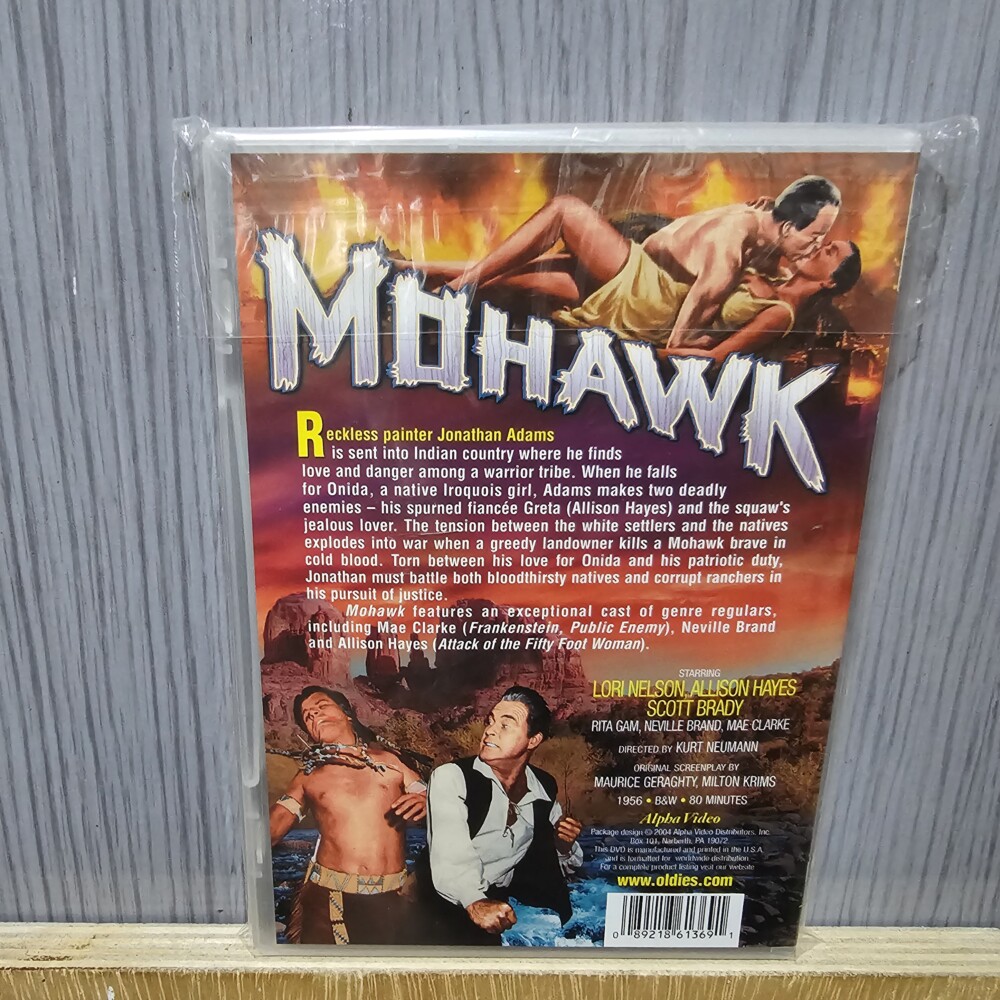 MOHAWK
Reckless painter Jonathan Adams
is sent into Indian country where he finds
love and danger among a warrior tribe. When he falls
for Onida, a native Iroquois girl, Adams makes two deadly
enemies – his spurned fiancée Greta (Allison Hayes) and the squaw's
jealous lover. The tension between the white settlers and the natives
explodes into war when a greedy landowner kills a Mohawk brave in
cold blood. Torn between his love for Onida and his patriotic duty,
Jonathan must battle both bloodthirsty natives and corrupt ranchers in
his pursuit of justice.
Mohawk features an exceptional cast of genre regulars,
including Mae Clarke (Frankenstein, Public Enemy), Neville Brand
and Allison Hayes (Attack of the Fifty Foot Woman).
STARRING
LORI NELSON, ALLISON HAYES
SCOTT BRADY
RITA GAM, NEVILLE BRAND, MAE CLARKE
DIRECTED BY KURT NEUMANN
ORIGINAL SCREENPLAY BY
MAURICE GERAGHTY, MILTON KRIMS
1956 • B&W • 80 MINUTES
Alpha Video
Package design © 2004 Alpha Video Distributors, Inc.
Box 101, Narberth, PA 19072
This DVD is manufactured and printed in the U.S.A.
and is formatted for worldwide distribution.
For a complete product listing visit our website
www.oldies.com
0 89218 61369 1